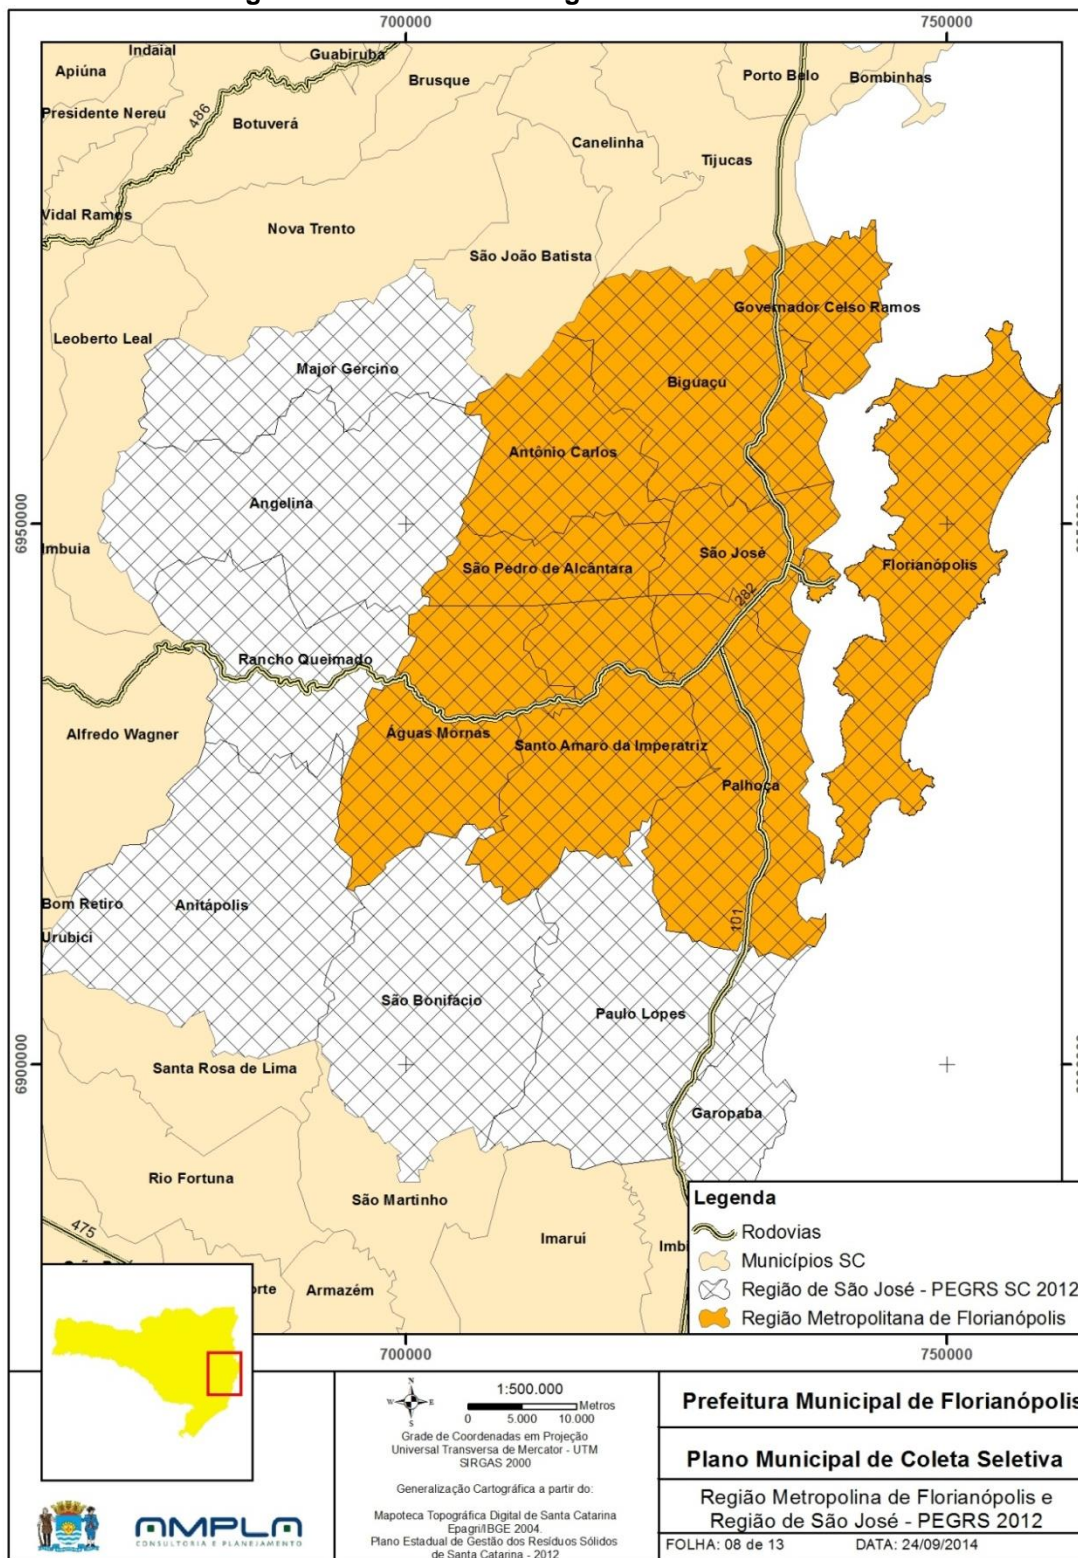 700000
750000
Indaial
Guabiruba
Apiúna
Brusque
Porto Belo
Bombinhas
Presidente Nereu
486
Botuverá
Canelinha
Tijucas
Vidal Ramos
Nova Trento
São João Batista
Governador Celso Ramos
Leoberto Leal
Major Gercino
Biguaçu
Antônio Carlos
Angelina
6950000
Imbuia
São José
São Pedro de Alcântara
Florianópolis
282
Rancho Queimado
Alfredo Wagner
Águas Mornas
Santo Amaro da Imperatriz
Palhoça
Bom Retiro
Anitápolis
101
Urubici
São Bonifácio
Paulo Lopes
6900000
Santa Rosa de Lima
Garopaba
Rio Fortuna
São Martinho
475
Imaruí
Imbi
orte
Armazém
Legenda
Rodovias
Municípios SC
Região de São José - PEGRS SC 2012
Região Metropolitana de Florianópolis
700000
750000
N
W
E
S
1:500.000
Metros
0 5.000 10.000
Grade de Coordenadas em Projeção
Universal Transversa de Mercator - UTM
SIRGAS 2000
Generalização Cartográfica a partir do:
Mapoteca Topográfica Digital de Santa Catarina
Epagri/IBGE 2004.
Plano Estadual de Gestão dos Resíduos Sólidos
de Santa Catarina - 2012
AMPLA
CONSULTORIA E PLANEJAMENTO
Prefeitura Municipal de Florianópolis
Plano Municipal de Coleta Seletiva
Região Metropolina de Florianópolis e
Região de São José - PEGRS 2012
FOLHA: 08 de 13 DATA: 24/09/2014